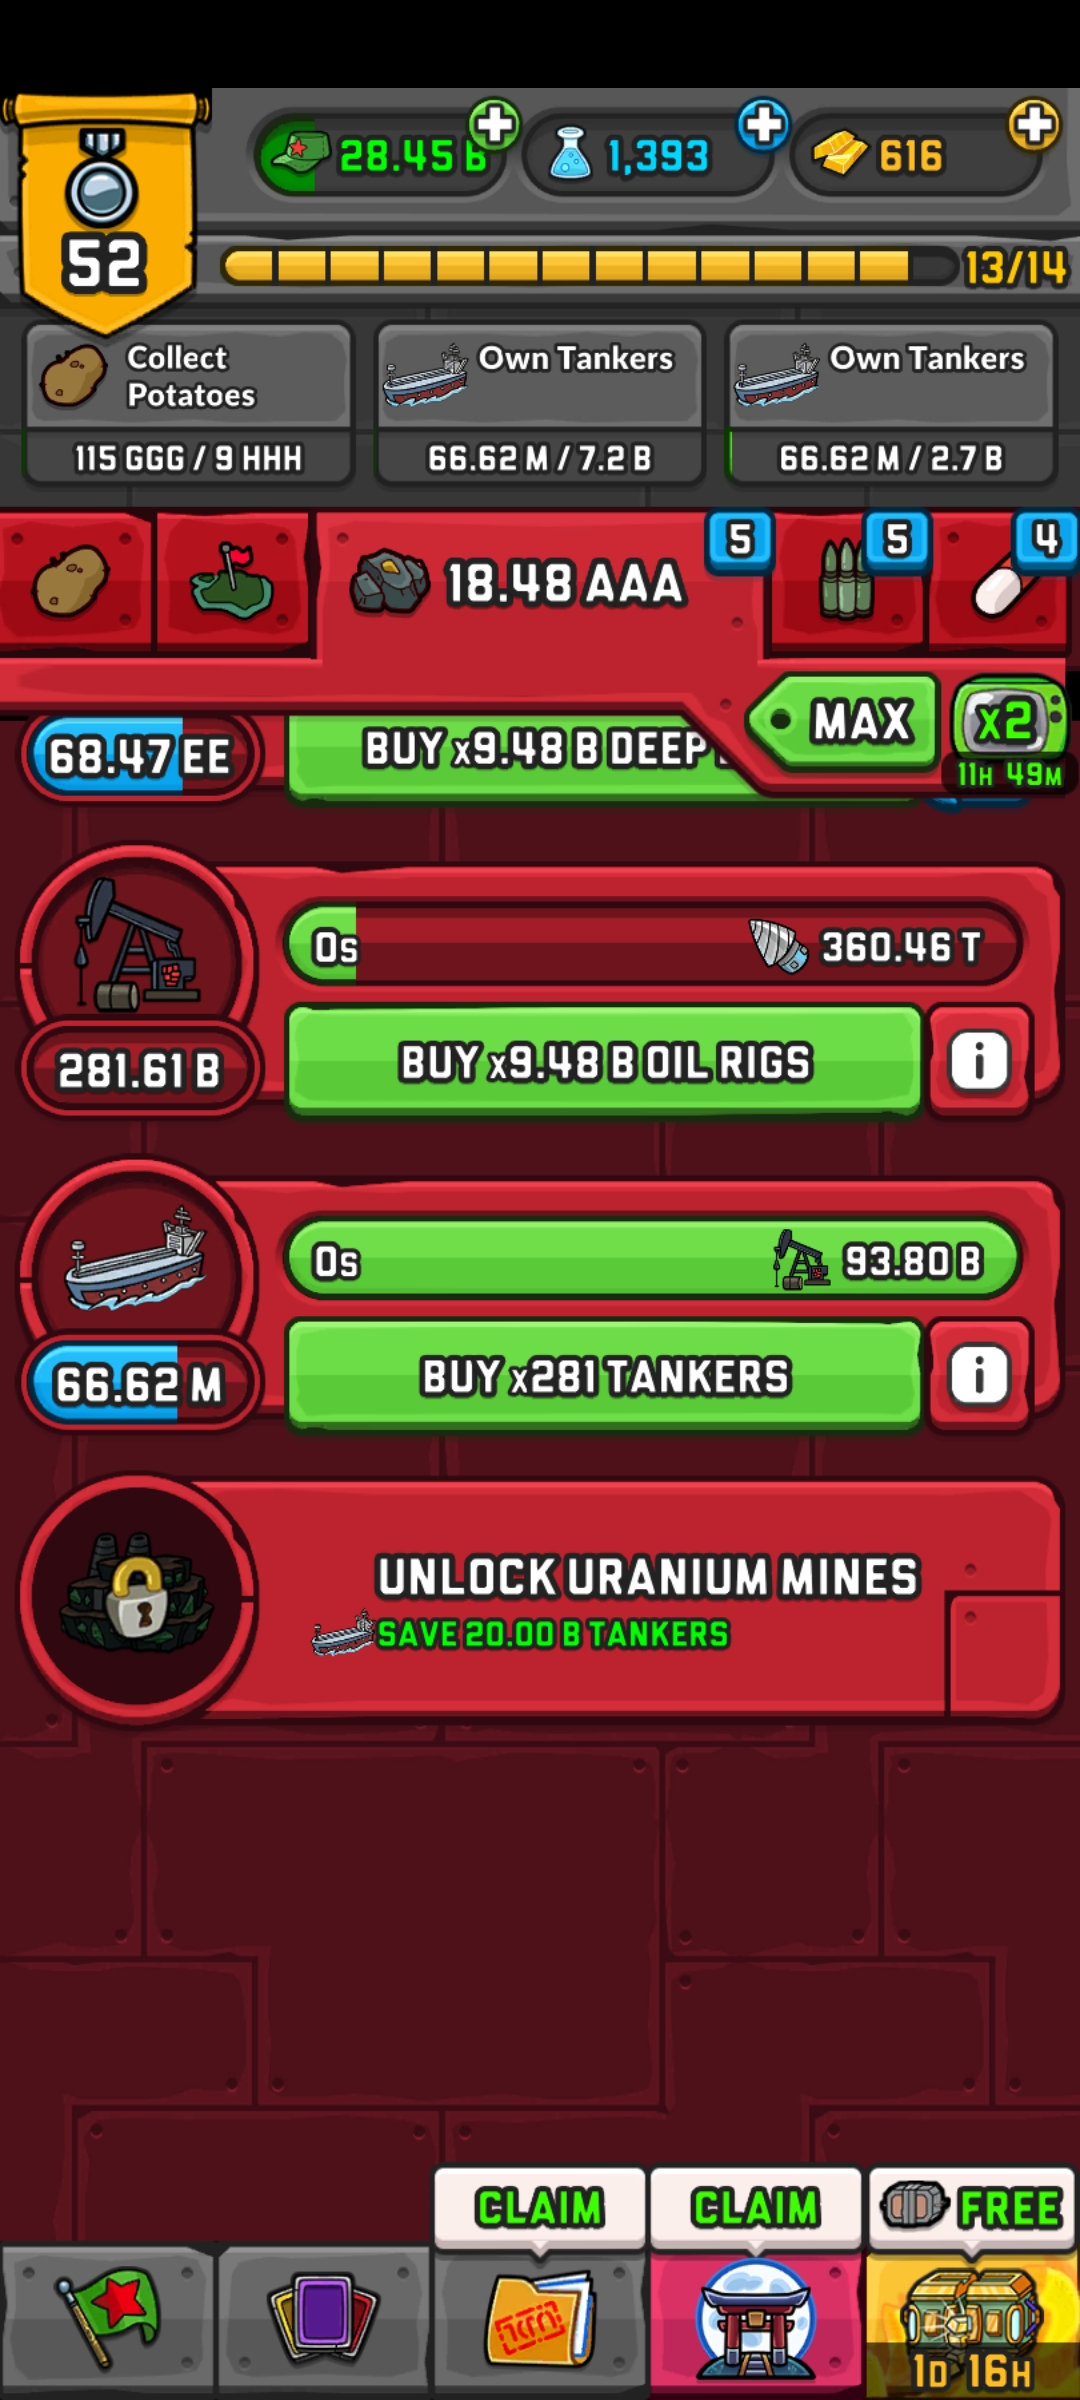 28.45 B
1,393
616
52
13/14
Collect
Potatoes
115 GGG / 9 HHH
Own Tankers
66.62 M / 7.2 B
Own Tankers
66.62 M / 2.7 B
18.48 AAA
5
5
4
MAX
x2
11H 49M
68.47 EE
BUY x9.48 B DEEP
0s
360.46 T
281.61 B
BUY x9.48 B OIL RIGS
i
0s
93.80 B
66.62 M
BUY x281 TANKERS
i
UNLOCK URANIUM MINES
SAVE 20.00 B TANKERS
CLAIM
CLAIM
FREE
1D 16H